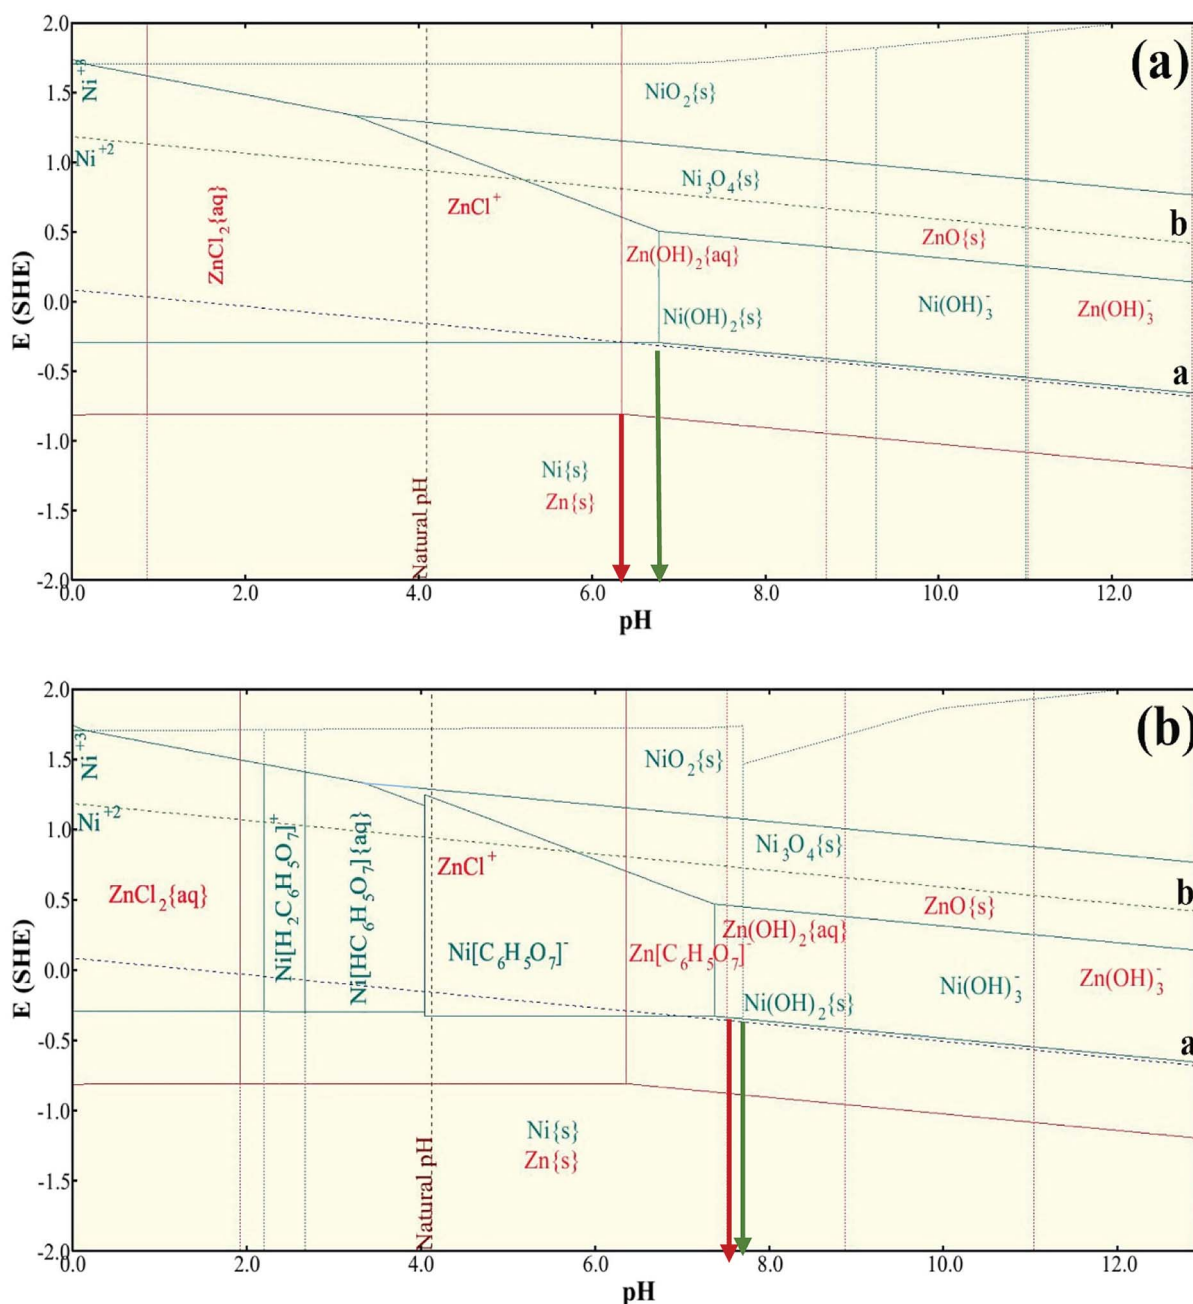 (a)
E (SHE)
2.0
1.5
1.0
0.5
0.0
-0.5
-1.0
-1.5
-2.0
Ni⁺³
NiO₂{s}
Ni⁺²
Ni₃O₄{s}
ZnCl₂{aq}
ZnCl⁺
b
ZnO{s}
Zn(OH)₂{aq}
Ni(OH)₂{s}
Ni(OH)₃⁻
Zn(OH)₃⁻
a
Ni{s}
Zn{s}
Natural pH
0.0 2.0 4.0 6.0 8.0 10.0 12.0
pH
(b)
E (SHE)
2.0
1.5
1.0
0.5
0.0
-0.5
-1.0
-1.5
-2.0
Ni⁺³
NiO₂{s}
Ni⁺²
Ni₃O₄{s}
ZnCl₂{aq}
Ni[H₂C₆H₅O₇]⁺
Ni[HC₆H₅O₇]{aq}
ZnCl⁺
b
ZnO{s}
Ni[C₆H₅O₇]⁻
Zn[C₆H₅O₇]⁻
Zn(OH)₂{aq}
Ni(OH)₂{s}
Ni(OH)₃⁻
Zn(OH)₃⁻
a
Ni{s}
Zn{s}
Natural pH
0.0 2.0 4.0 6.0 8.0 10.0 12.0
pH